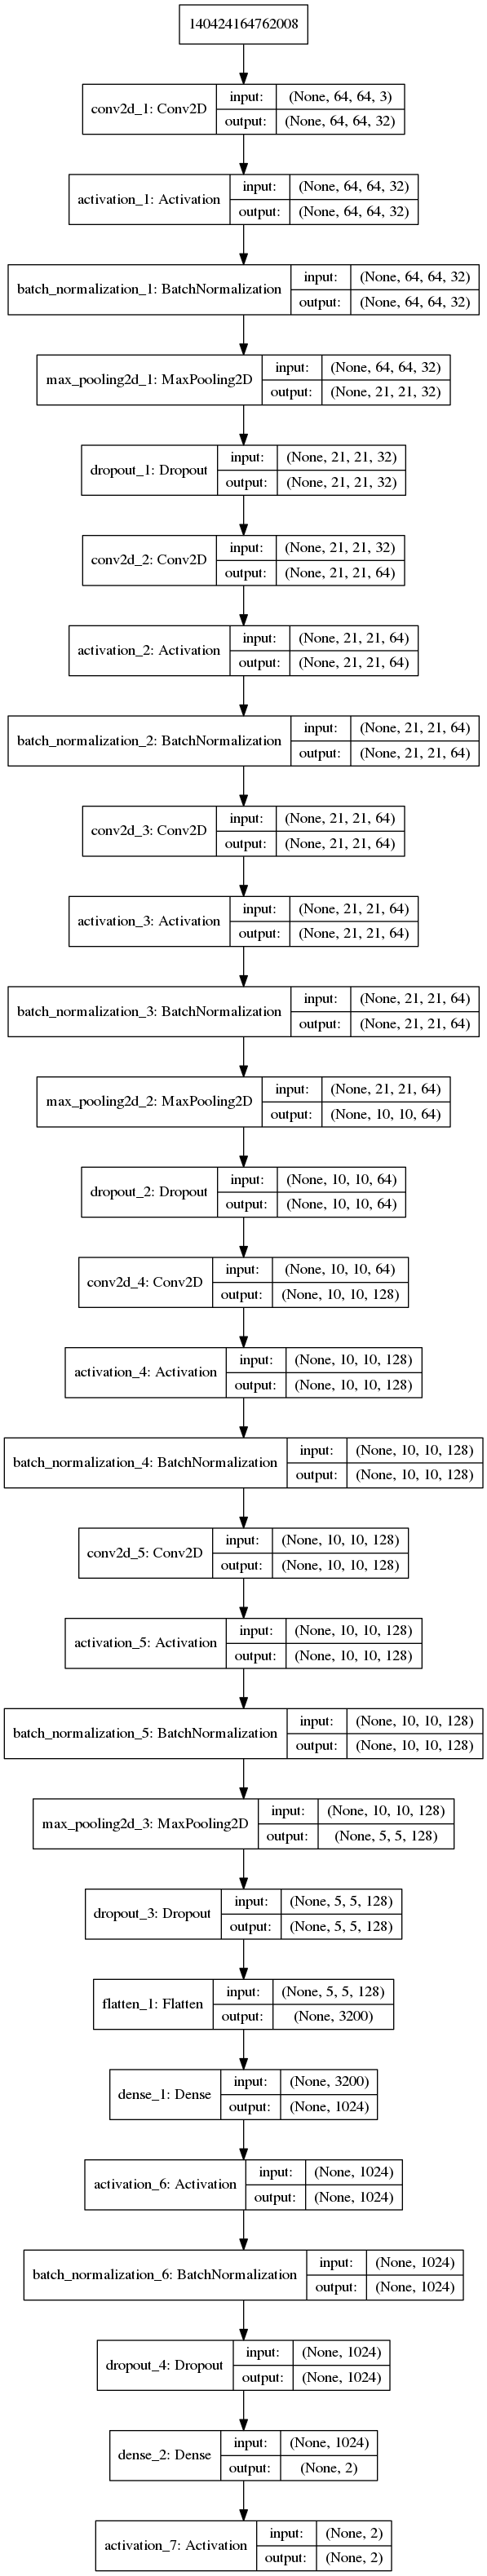 140424164762008
conv2d_1: Conv2D input: (None, 64, 64, 3)
output: (None, 64, 64, 32)
activation_1: Activation input: (None, 64, 64, 32)
output: (None, 64, 64, 32)
batch_normalization_1: BatchNormalization input: (None, 64, 64, 32)
output: (None, 64, 64, 32)
max_pooling2d_1: MaxPooling2D input: (None, 64, 64, 32)
output: (None, 21, 21, 32)
dropout_1: Dropout input: (None, 21, 21, 32)
output: (None, 21, 21, 32)
conv2d_2: Conv2D input: (None, 21, 21, 32)
output: (None, 21, 21, 64)
activation_2: Activation input: (None, 21, 21, 64)
output: (None, 21, 21, 64)
batch_normalization_2: BatchNormalization input: (None, 21, 21, 64)
output: (None, 21, 21, 64)
conv2d_3: Conv2D input: (None, 21, 21, 64)
output: (None, 21, 21, 64)
activation_3: Activation input: (None, 21, 21, 64)
output: (None, 21, 21, 64)
batch_normalization_3: BatchNormalization input: (None, 21, 21, 64)
output: (None, 21, 21, 64)
max_pooling2d_2: MaxPooling2D input: (None, 21, 21, 64)
output: (None, 10, 10, 64)
dropout_2: Dropout input: (None, 10, 10, 64)
output: (None, 10, 10, 64)
conv2d_4: Conv2D input: (None, 10, 10, 64)
output: (None, 10, 10, 128)
activation_4: Activation input: (None, 10, 10, 128)
output: (None, 10, 10, 128)
batch_normalization_4: BatchNormalization input: (None, 10, 10, 128)
output: (None, 10, 10, 128)
conv2d_5: Conv2D input: (None, 10, 10, 128)
output: (None, 10, 10, 128)
activation_5: Activation input: (None, 10, 10, 128)
output: (None, 10, 10, 128)
batch_normalization_5: BatchNormalization input: (None, 10, 10, 128)
output: (None, 10, 10, 128)
max_pooling2d_3: MaxPooling2D input: (None, 10, 10, 128)
output: (None, 5, 5, 128)
dropout_3: Dropout input: (None, 5, 5, 128)
output: (None, 5, 5, 128)
flatten_1: Flatten input: (None, 5, 5, 128)
output: (None, 3200)
dense_1: Dense input: (None, 3200)
output: (None, 1024)
activation_6: Activation input: (None, 1024)
output: (None, 1024)
batch_normalization_6: BatchNormalization input: (None, 1024)
output: (None, 1024)
dropout_4: Dropout input: (None, 1024)
output: (None, 1024)
dense_2: Dense input: (None, 1024)
output: (None, 2)
activation_7: Activation input: (None, 2)
output: (None, 2)